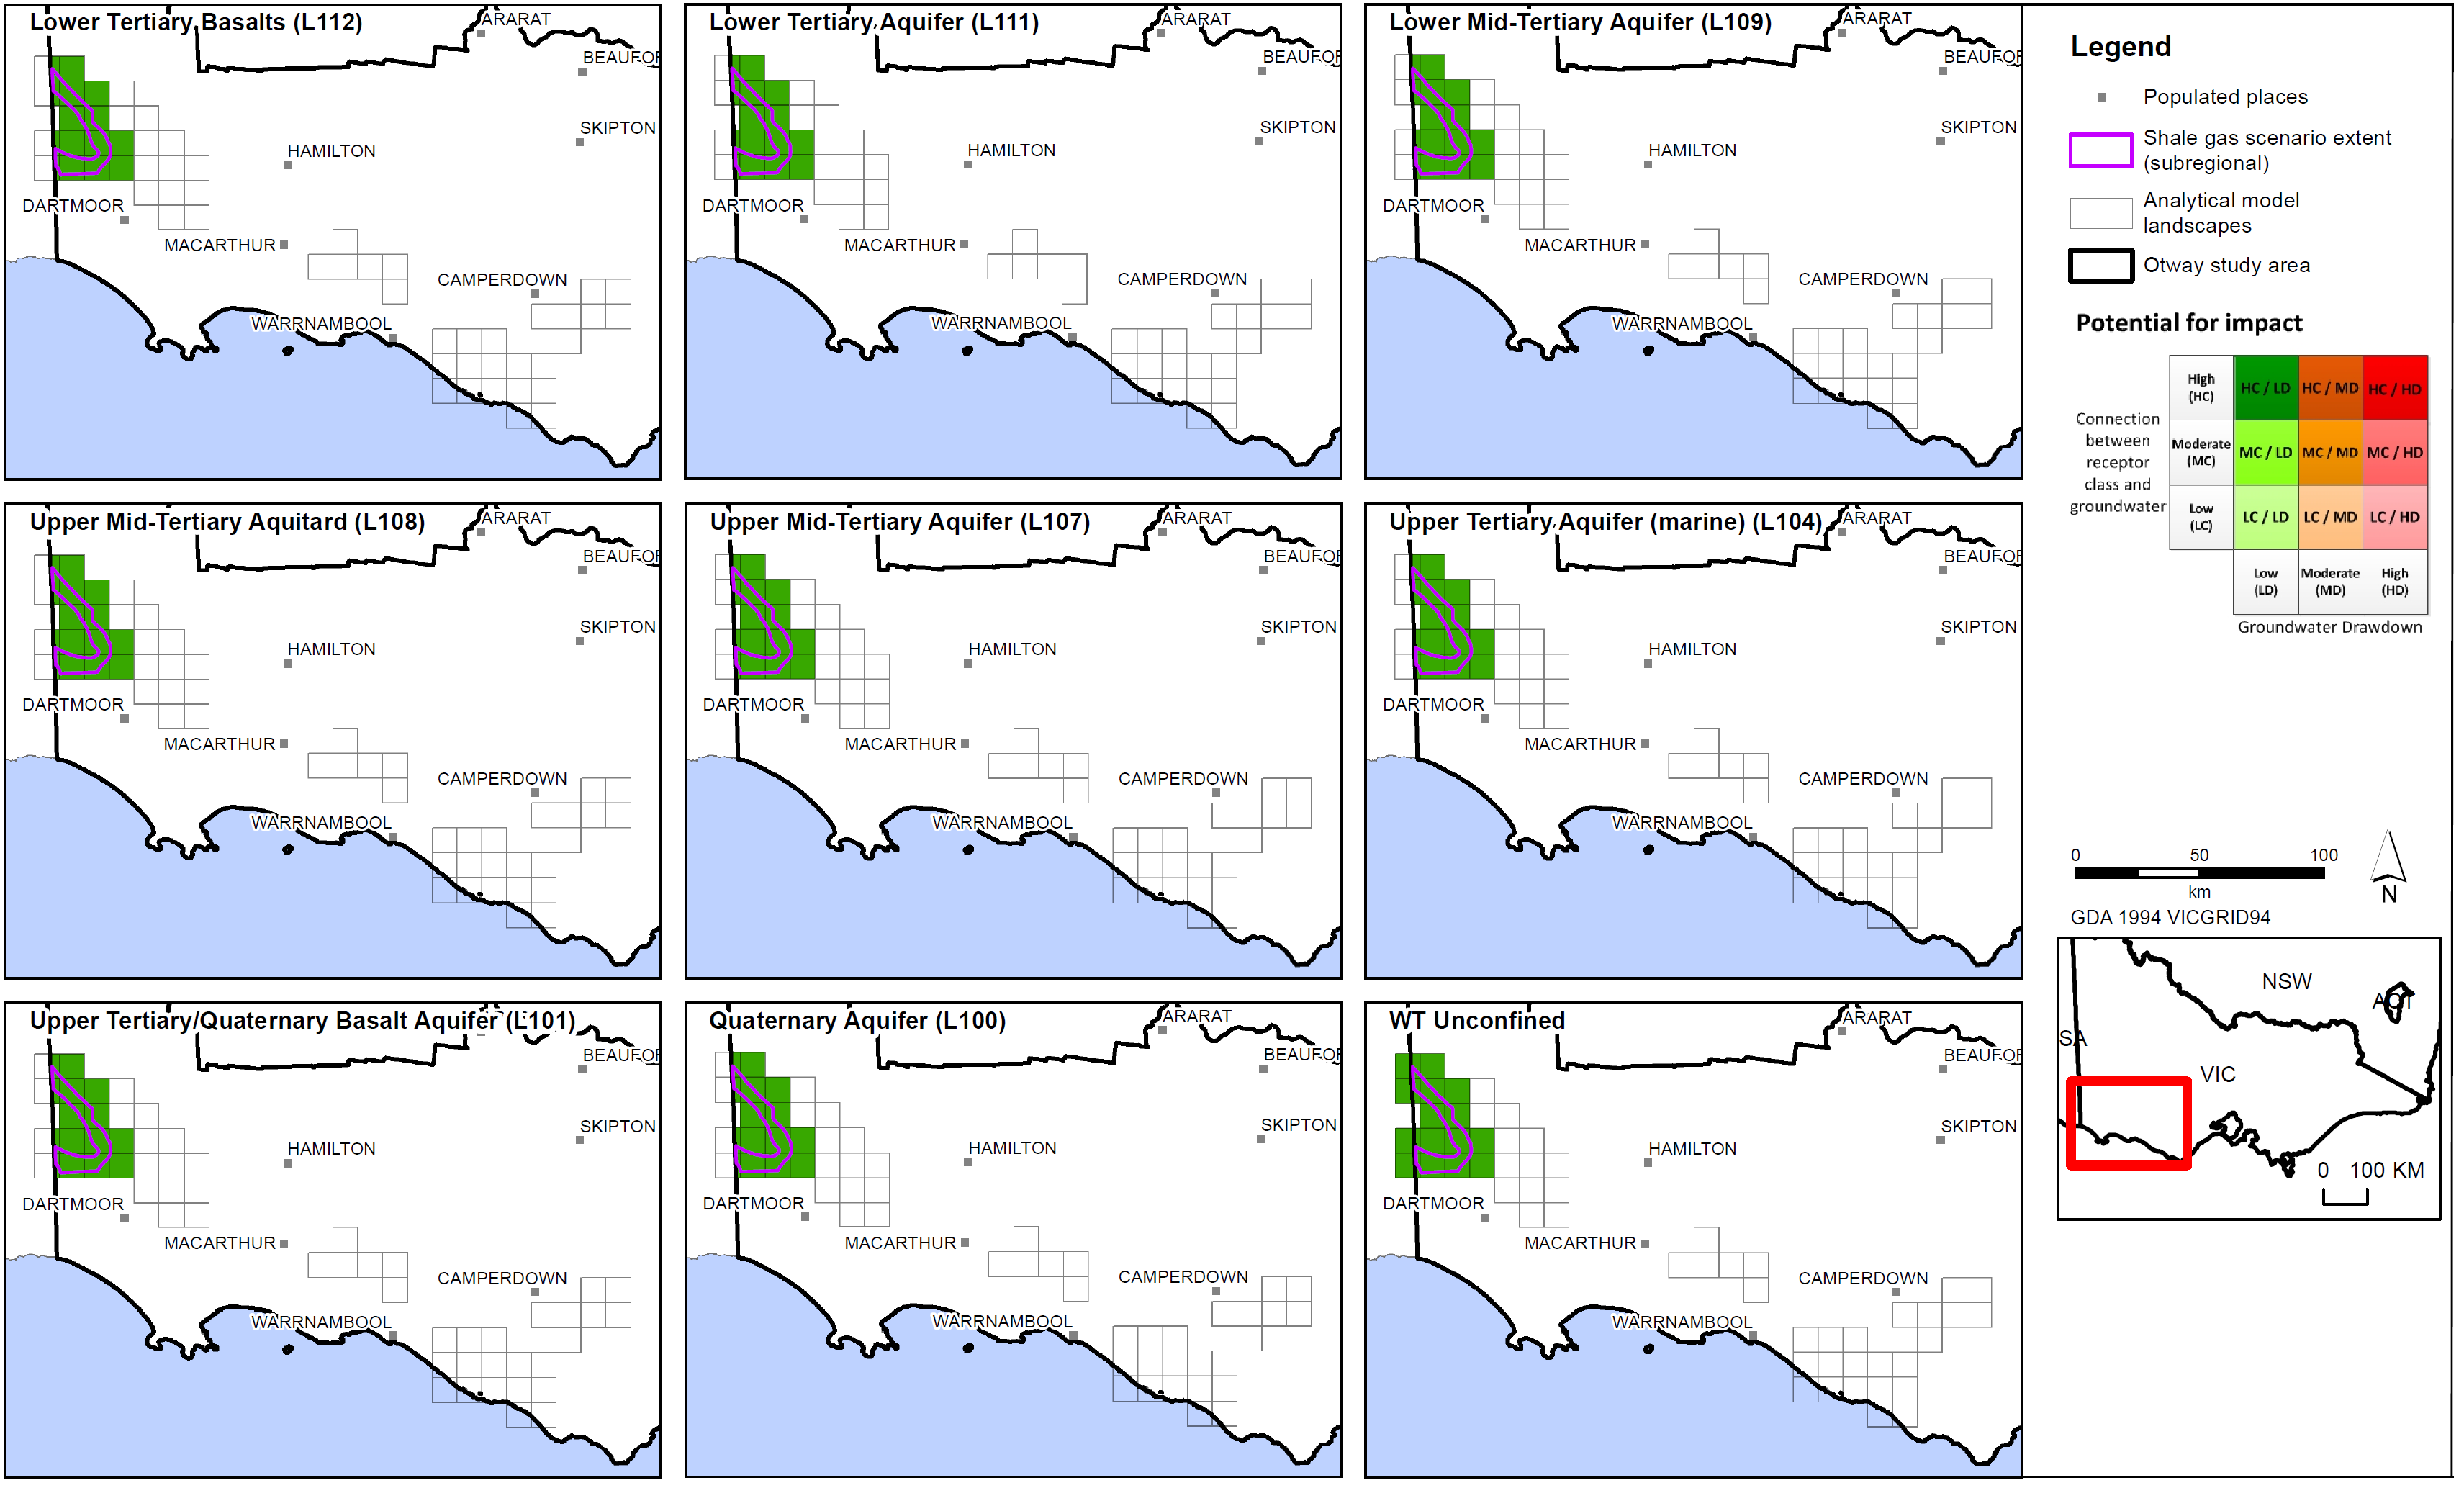 Lower Tertiary Basalts (L112)
ARARAT
BEAUFOR
SKIPTON
HAMILTON
DARTMOOR
MACARTHUR
CAMPERDOWN
WARRNAMBOOL
Lower Tertiary Aquifer (L111)
ARARAT
BEAUFOR
SKIPTON
HAMILTON
DARTMOOR
MACARTHUR
CAMPERDOWN
WARRNAMBOOL
Lower Mid-Tertiary Aquifer (L109)
ARARAT
BEAUFOR
SKIPTON
HAMILTON
DARTMOOR
MACARTHUR
CAMPERDOWN
WARRNAMBOOL
Upper Mid-Tertiary Aquitard (L108)
ARARAT
BEAUFOR
SKIPTON
HAMILTON
DARTMOOR
MACARTHUR
CAMPERDOWN
WARRNAMBOOL
Upper Mid-Tertiary Aquifer (L107)
ARARAT
BEAUFOR
SKIPTON
HAMILTON
DARTMOOR
MACARTHUR
CAMPERDOWN
WARRNAMBOOL
Upper Tertiary Aquifer (marine) (L104)
ARARAT
BEAUFOR
SKIPTON
HAMILTON
DARTMOOR
MACARTHUR
CAMPERDOWN
WARRNAMBOOL
Upper Tertiary/Quaternary Basalt Aquifer (L101)
BEAUFOR
SKIPTON
HAMILTON
DARTMOOR
MACARTHUR
CAMPERDOWN
WARRNAMBOOL
Quaternary Aquifer (L100)
ARARAT
BEAUFOR
SKIPTON
HAMILTON
DARTMOOR
MACARTHUR
CAMPERDOWN
WARRNAMBOOL
WT Unconfined
ARARAT
BEAUFOR
SKIPTON
HAMILTON
DARTMOOR
MACARTHUR
CAMPERDOWN
WARRNAMBOOL
Legend
Populated places
Shale gas scenario extent
(subregional)
Analytical model
landscapes
Otway study area
Potential for impact
Connection
between
receptor
class and
groundwater
High
(HC)
HC / LD
HC / MD
HC / HD
Moderate
(MC)
MC / LD
MC / MD
MC / HD
Low
(LC)
LC / LD
LC / MD
LC / HD
Low
(LD)
Moderate
(MD)
High
(HD)
Groundwater Drawdown
0 50 100
km
N
GDA 1994 VICGRID94
NSW
ACT
SA
VIC
0 100 KM